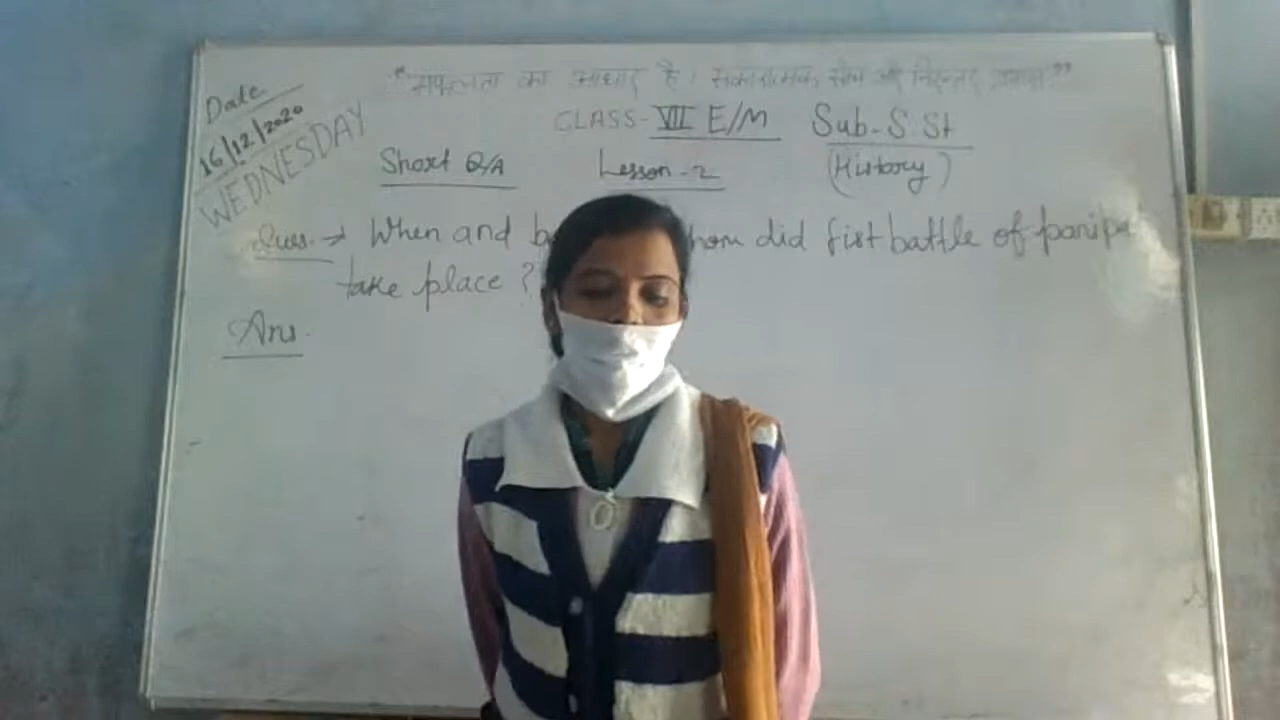 "सफलता का आधार है। सकारात्मक सोच और निरन्तर प्रयास"
Date
16/12/2020
WEDNESDAY
CLASS- VII E/M Sub- S. St
Short Q/A Lesson-2 (History)
Ques. → When and b hom did fist battle of panipa
take place ?
Ans.